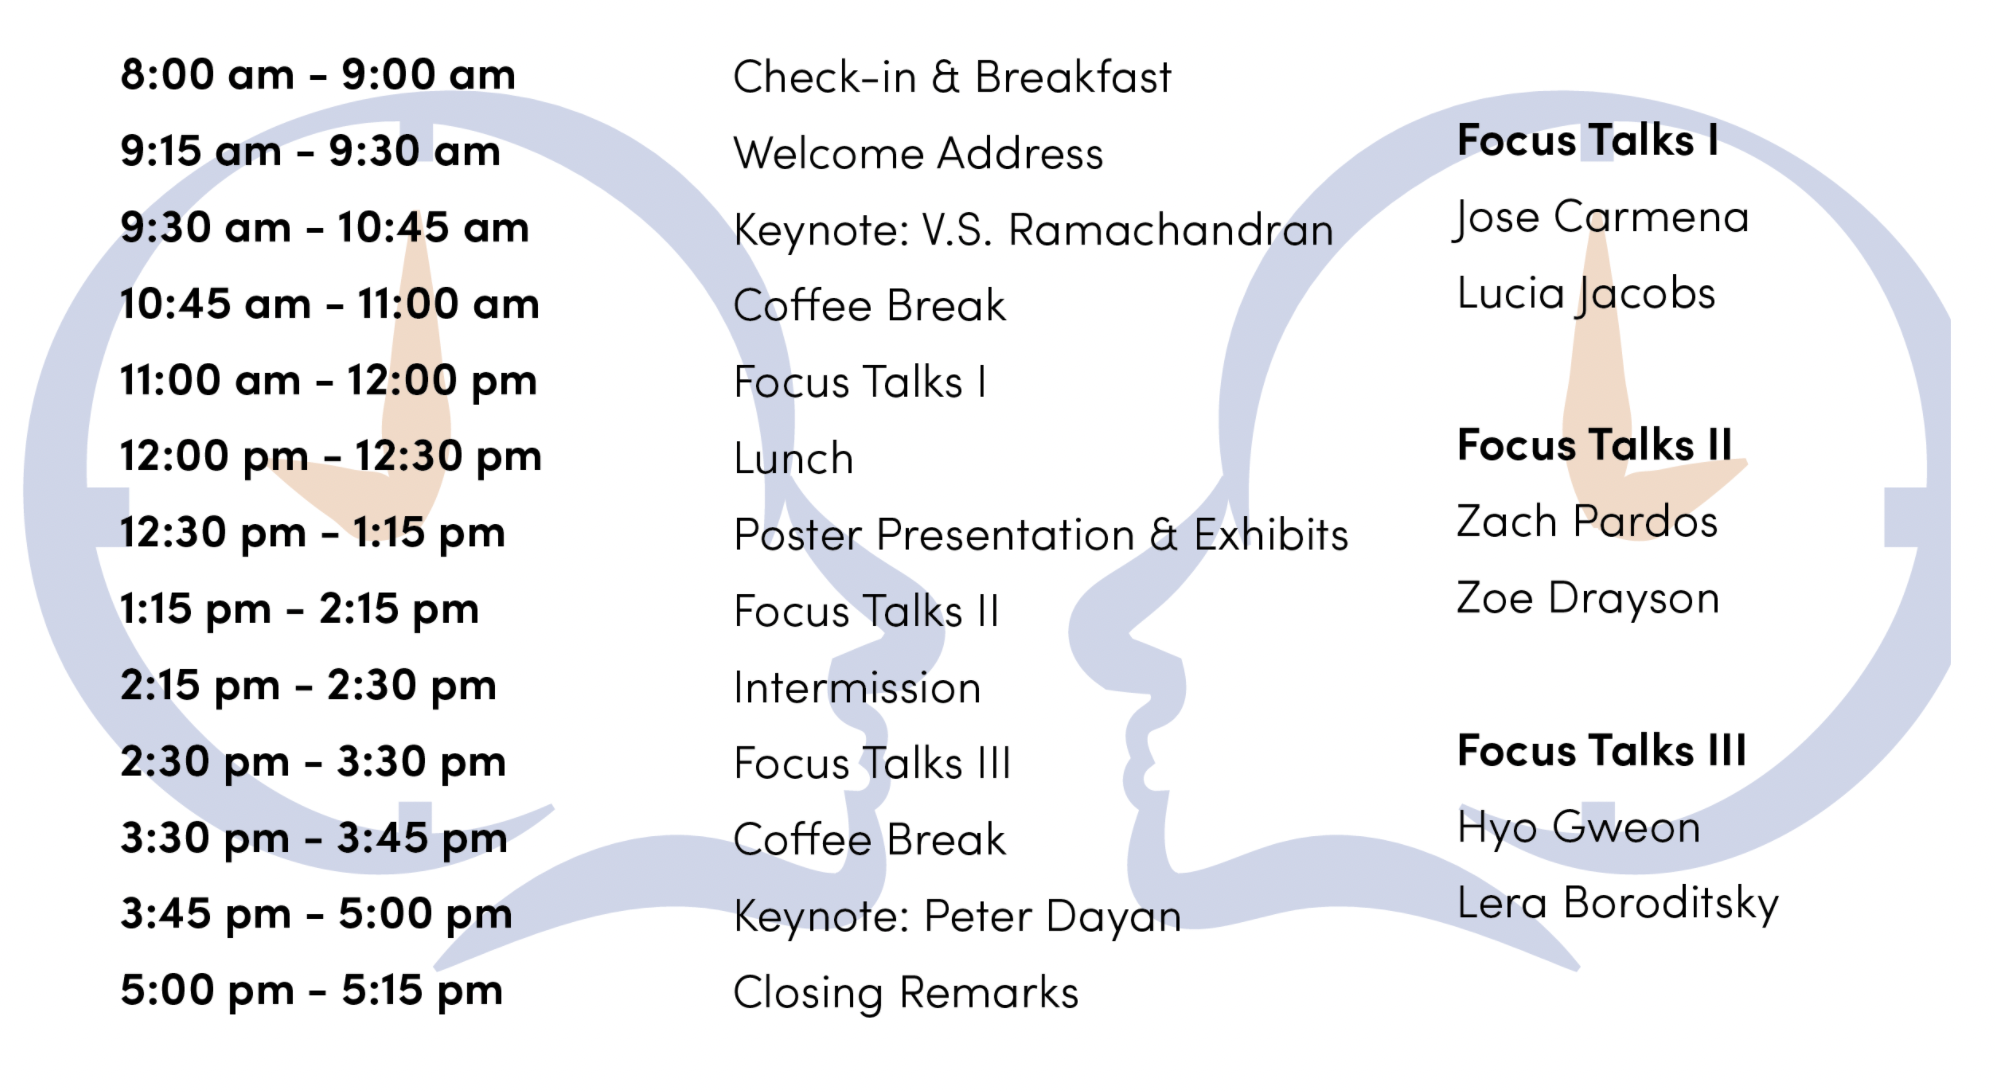 8:00 am - 9:00 am Check-in & Breakfast
9:15 am - 9:30 am Welcome Address
9:30 am - 10:45 am Keynote: V.S. Ramachandran
10:45 am - 11:00 am Coffee Break
11:00 am - 12:00 pm Focus Talks I
12:00 pm - 12:30 pm Lunch
12:30 pm - 1:15 pm Poster Presentation & Exhibits
1:15 pm - 2:15 pm Focus Talks II
2:15 pm - 2:30 pm Intermission
2:30 pm - 3:30 pm Focus Talks III
3:30 pm - 3:45 pm Coffee Break
3:45 pm - 5:00 pm Keynote: Peter Dayan
5:00 pm - 5:15 pm Closing Remarks
Focus Talks I
Jose Carmena
Lucia Jacobs
Focus Talks II
Zach Pardos
Zoe Drayson
Focus Talks III
Hyo Gweon
Lera Boroditsky